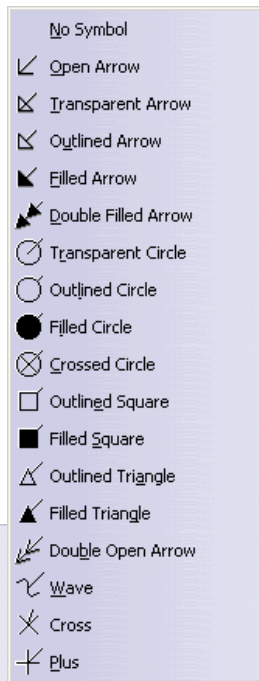 No Symbol
Open Arrow
Transparent Arrow
Outlined Arrow
Filled Arrow
Double Filled Arrow
Transparent Circle
Outlined Circle
Filled Circle
Crossed Circle
Outlined Square
Filled Square
Outlined Triangle
Filled Triangle
Double Open Arrow
Wave
Cross
Plus